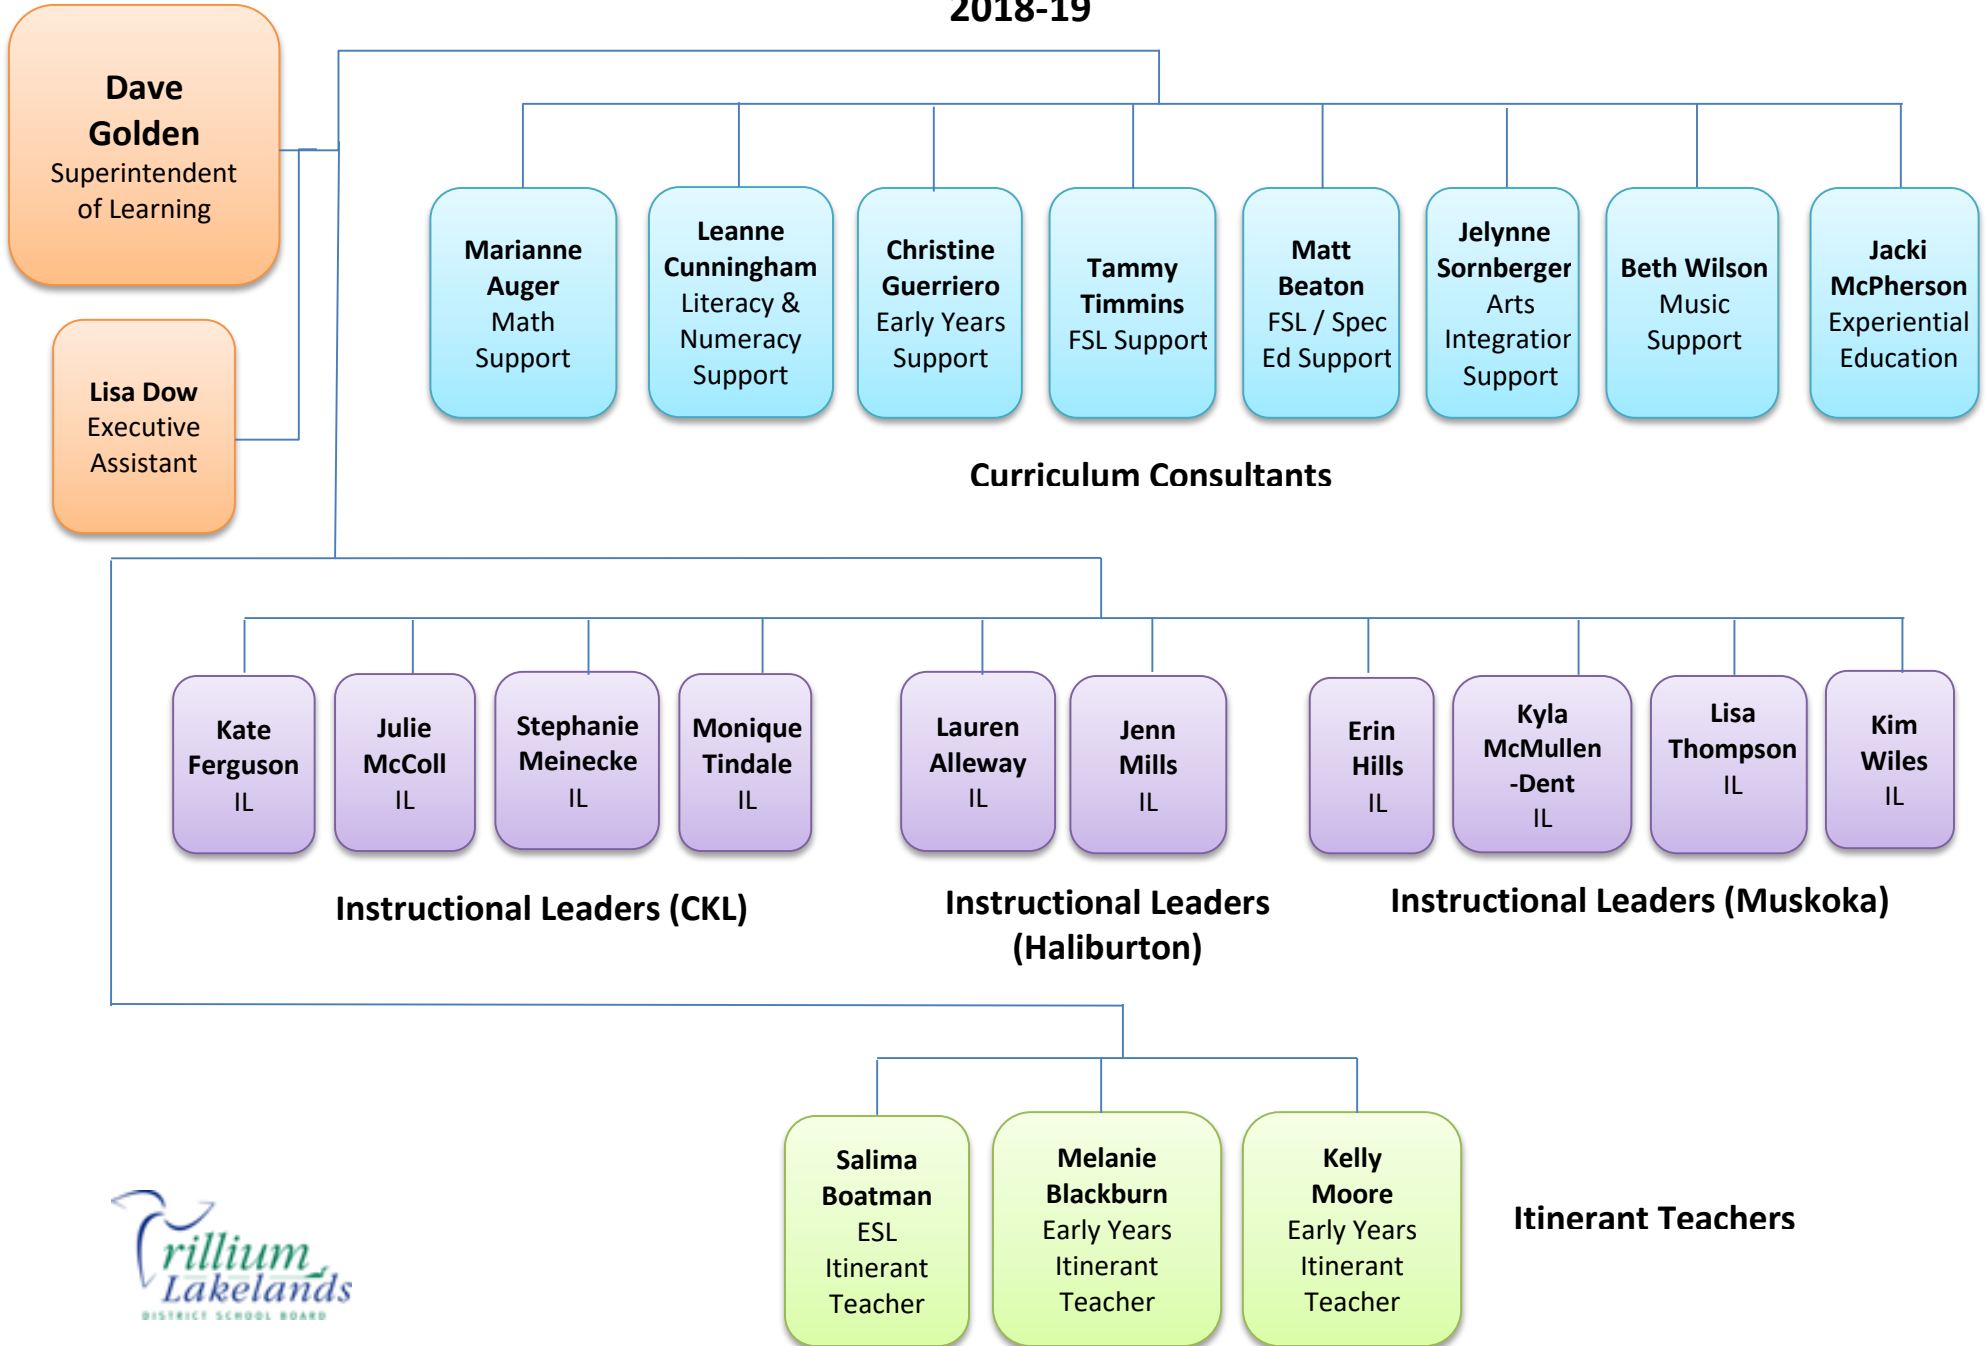 2018-19
Dave
Golden
Superintendent
of Learning
Lisa Dow
Executive
Assistant
Marianne
Auger
Math
Support
Leanne
Cunningham
Literacy &
Numeracy
Support
Christine
Guerriero
Early Years
Support
Tammy
Timmins
FSL Support
Matt
Beaton
FSL / Spec
Ed Support
Jelynne
Sornberger
Arts
Integration
Support
Beth Wilson
Music
Support
Jacki
McPherson
Experiential
Education
Curriculum Consultants
Kate
Ferguson
IL
Julie
McColl
IL
Stephanie
Meinecke
IL
Monique
Tindale
IL
Lauren
Alleway
IL
Jenn
Mills
IL
Erin
Hills
IL
Kyla
McMullen
-Dent
IL
Lisa
Thompson
IL
Kim
Wiles
IL
Instructional Leaders (CKL)
Instructional Leaders
(Haliburton)
Instructional Leaders (Muskoka)
Salima
Boatman
ESL
Itinerant
Teacher
Melanie
Blackburn
Early Years
Itinerant
Teacher
Kelly
Moore
Early Years
Itinerant
Teacher
Itinerant Teachers
Trillium
Lakelands
DISTRICT SCHOOL BOARD